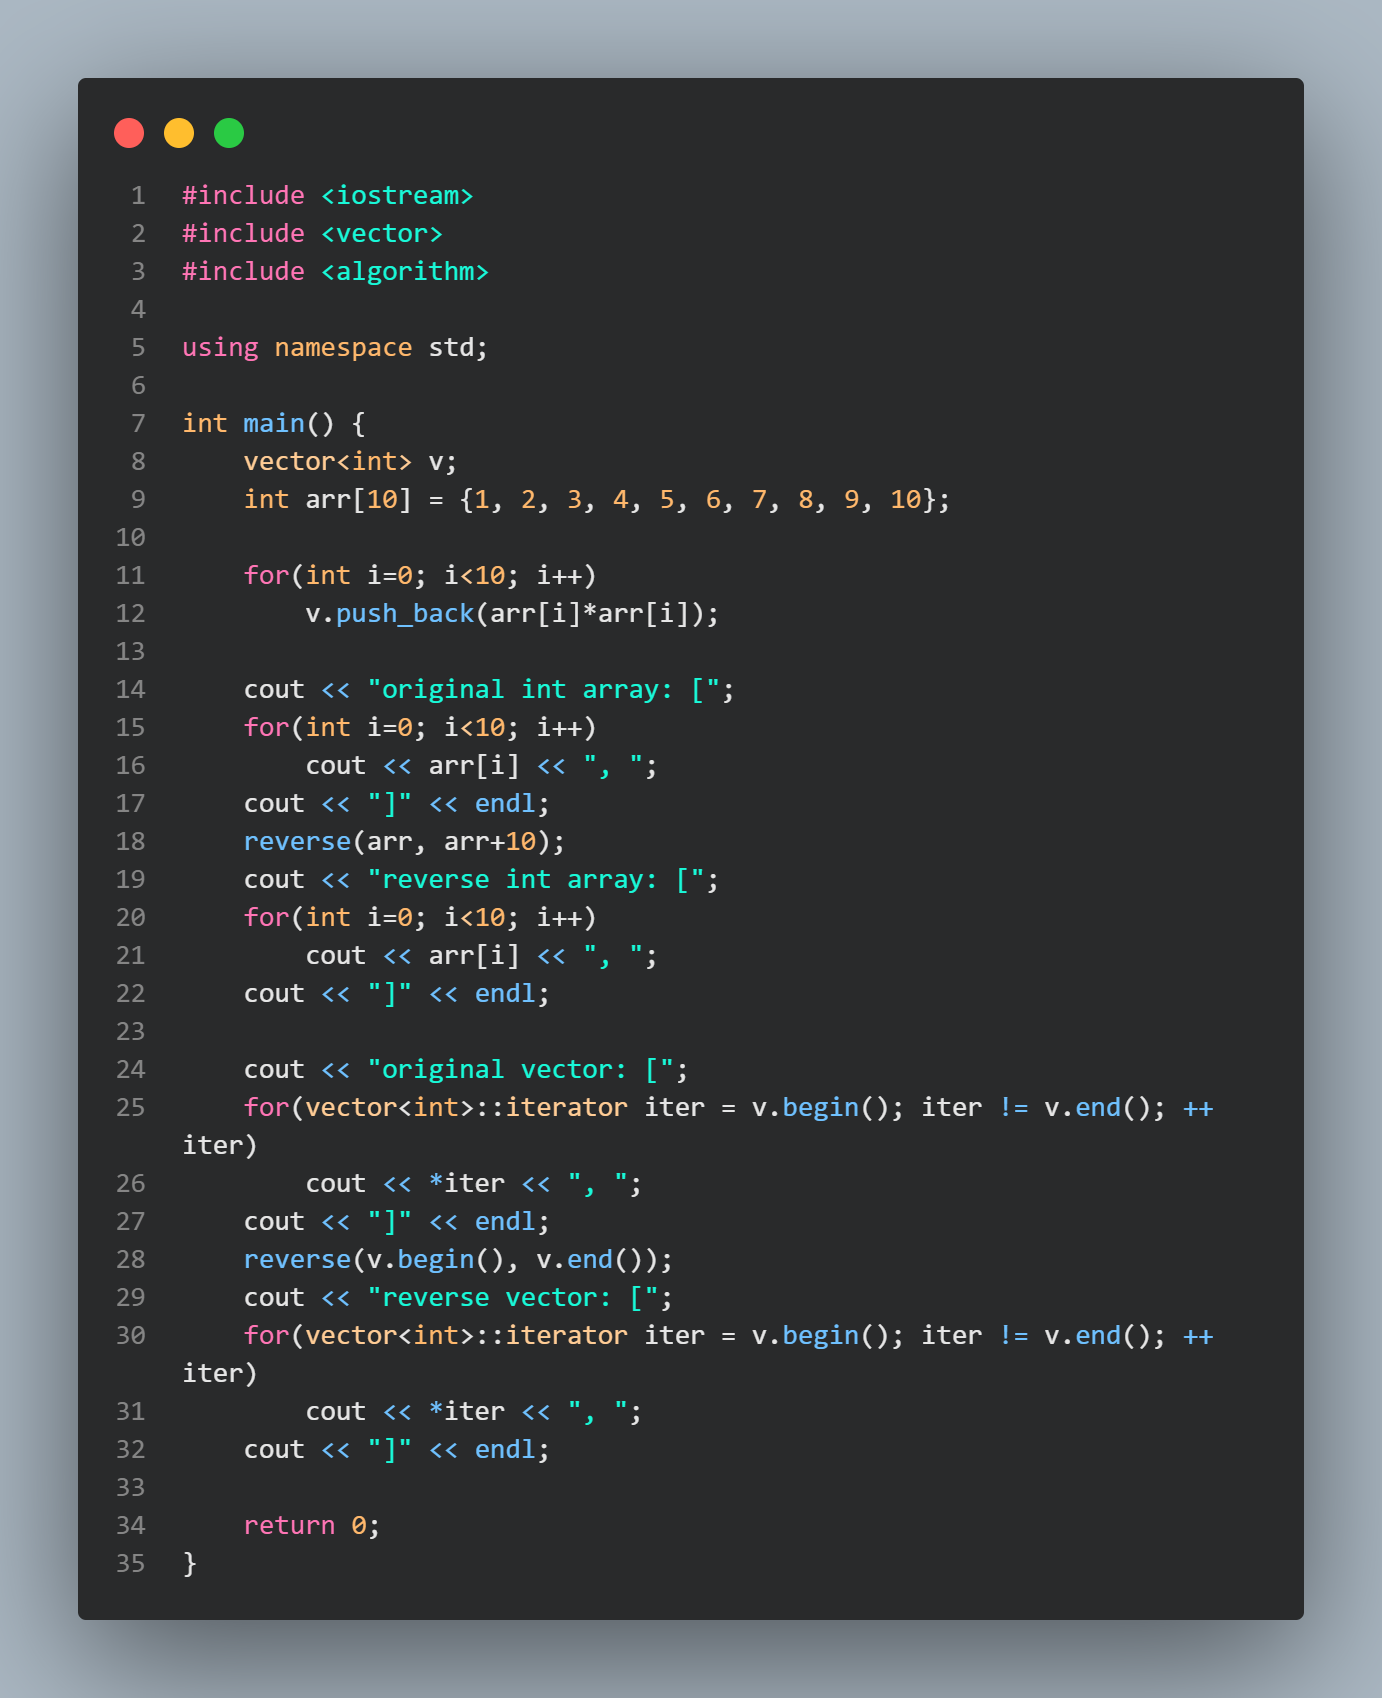 1 #include <iostream>
2 #include <vector>
3 #include <algorithm>
4
5 using namespace std;
6
7 int main() {
8     vector<int> v;
9     int arr[10] = {1, 2, 3, 4, 5, 6, 7, 8, 9, 10};
10
11     for(int i=0; i<10; i++)
12         v.push_back(arr[i]*arr[i]);
13
14     cout << "original int array: [";
15     for(int i=0; i<10; i++)
16         cout << arr[i] << ", ";
17     cout << "]" << endl;
18     reverse(arr, arr+10);
19     cout << "reverse int array: [";
20     for(int i=0; i<10; i++)
21         cout << arr[i] << ", ";
22     cout << "]" << endl;
23
24     cout << "original vector: [";
25     for(vector<int>::iterator iter = v.begin(); iter != v.end(); ++
iter)
26         cout << *iter << ", ";
27     cout << "]" << endl;
28     reverse(v.begin(), v.end());
29     cout << "reverse vector: [";
30     for(vector<int>::iterator iter = v.begin(); iter != v.end(); ++
iter)
31         cout << *iter << ", ";
32     cout << "]" << endl;
33
34     return 0;
35 }